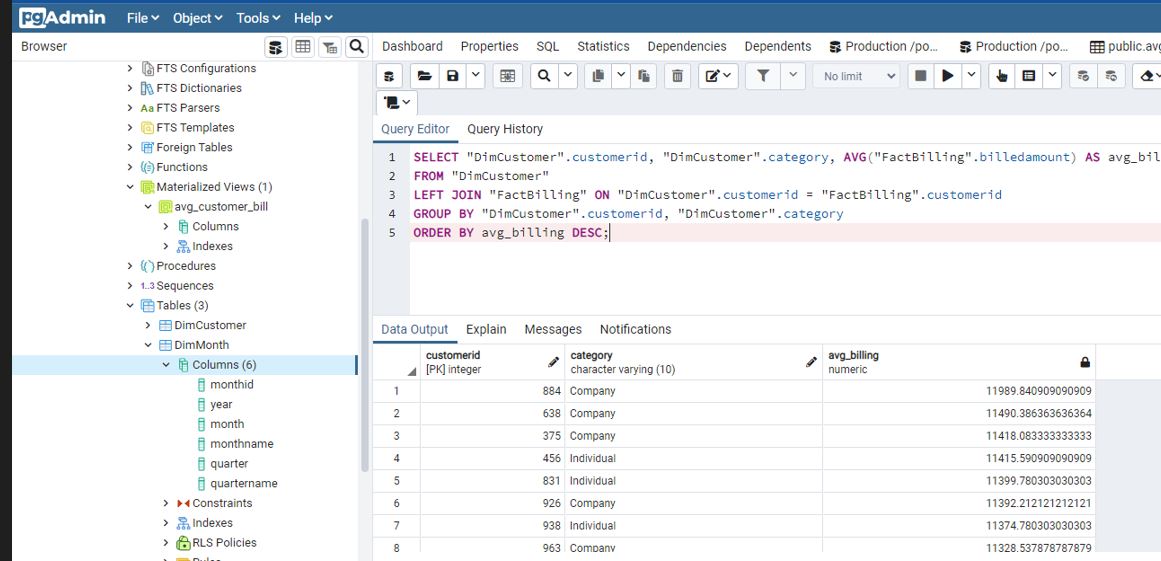 pgAdmin File Object Tools Help
Browser
Dashboard Properties SQL Statistics Dependencies Dependents Production /po... Production /po... public.avg
FTS Configurations
FTS Dictionaries
Aa FTS Parsers
FTS Templates
Foreign Tables
Functions
Materialized Views (1)
avg_customer_bill
Columns
Indexes
Procedures
1..3 Sequences
Tables (3)
DimCustomer
DimMonth
Columns (6)
monthid
year
month
monthname
quarter
quartername
Constraints
Indexes
RLS Policies
Rules
No limit
Query Editor Query History
1 SELECT "DimCustomer".customerid, "DimCustomer".category, AVG("FactBilling".billedamount) AS avg_bil
2 FROM "DimCustomer"
3 LEFT JOIN "FactBilling" ON "DimCustomer".customerid = "FactBilling".customerid
4 GROUP BY "DimCustomer".customerid, "DimCustomer".category
5 ORDER BY avg_billing DESC;
Data Output Explain Messages Notifications
customerid category avg_billing
[PK] integer character varying (10) numeric
1 884 Company 11989.840909090909
2 638 Company 11490.386363636364
3 375 Company 11418.083333333333
4 456 Individual 11415.590909090909
5 831 Individual 11399.780303030303
6 926 Company 11392.212121212121
7 938 Individual 11374.780303030303
8 963 Company 11328.537878787879